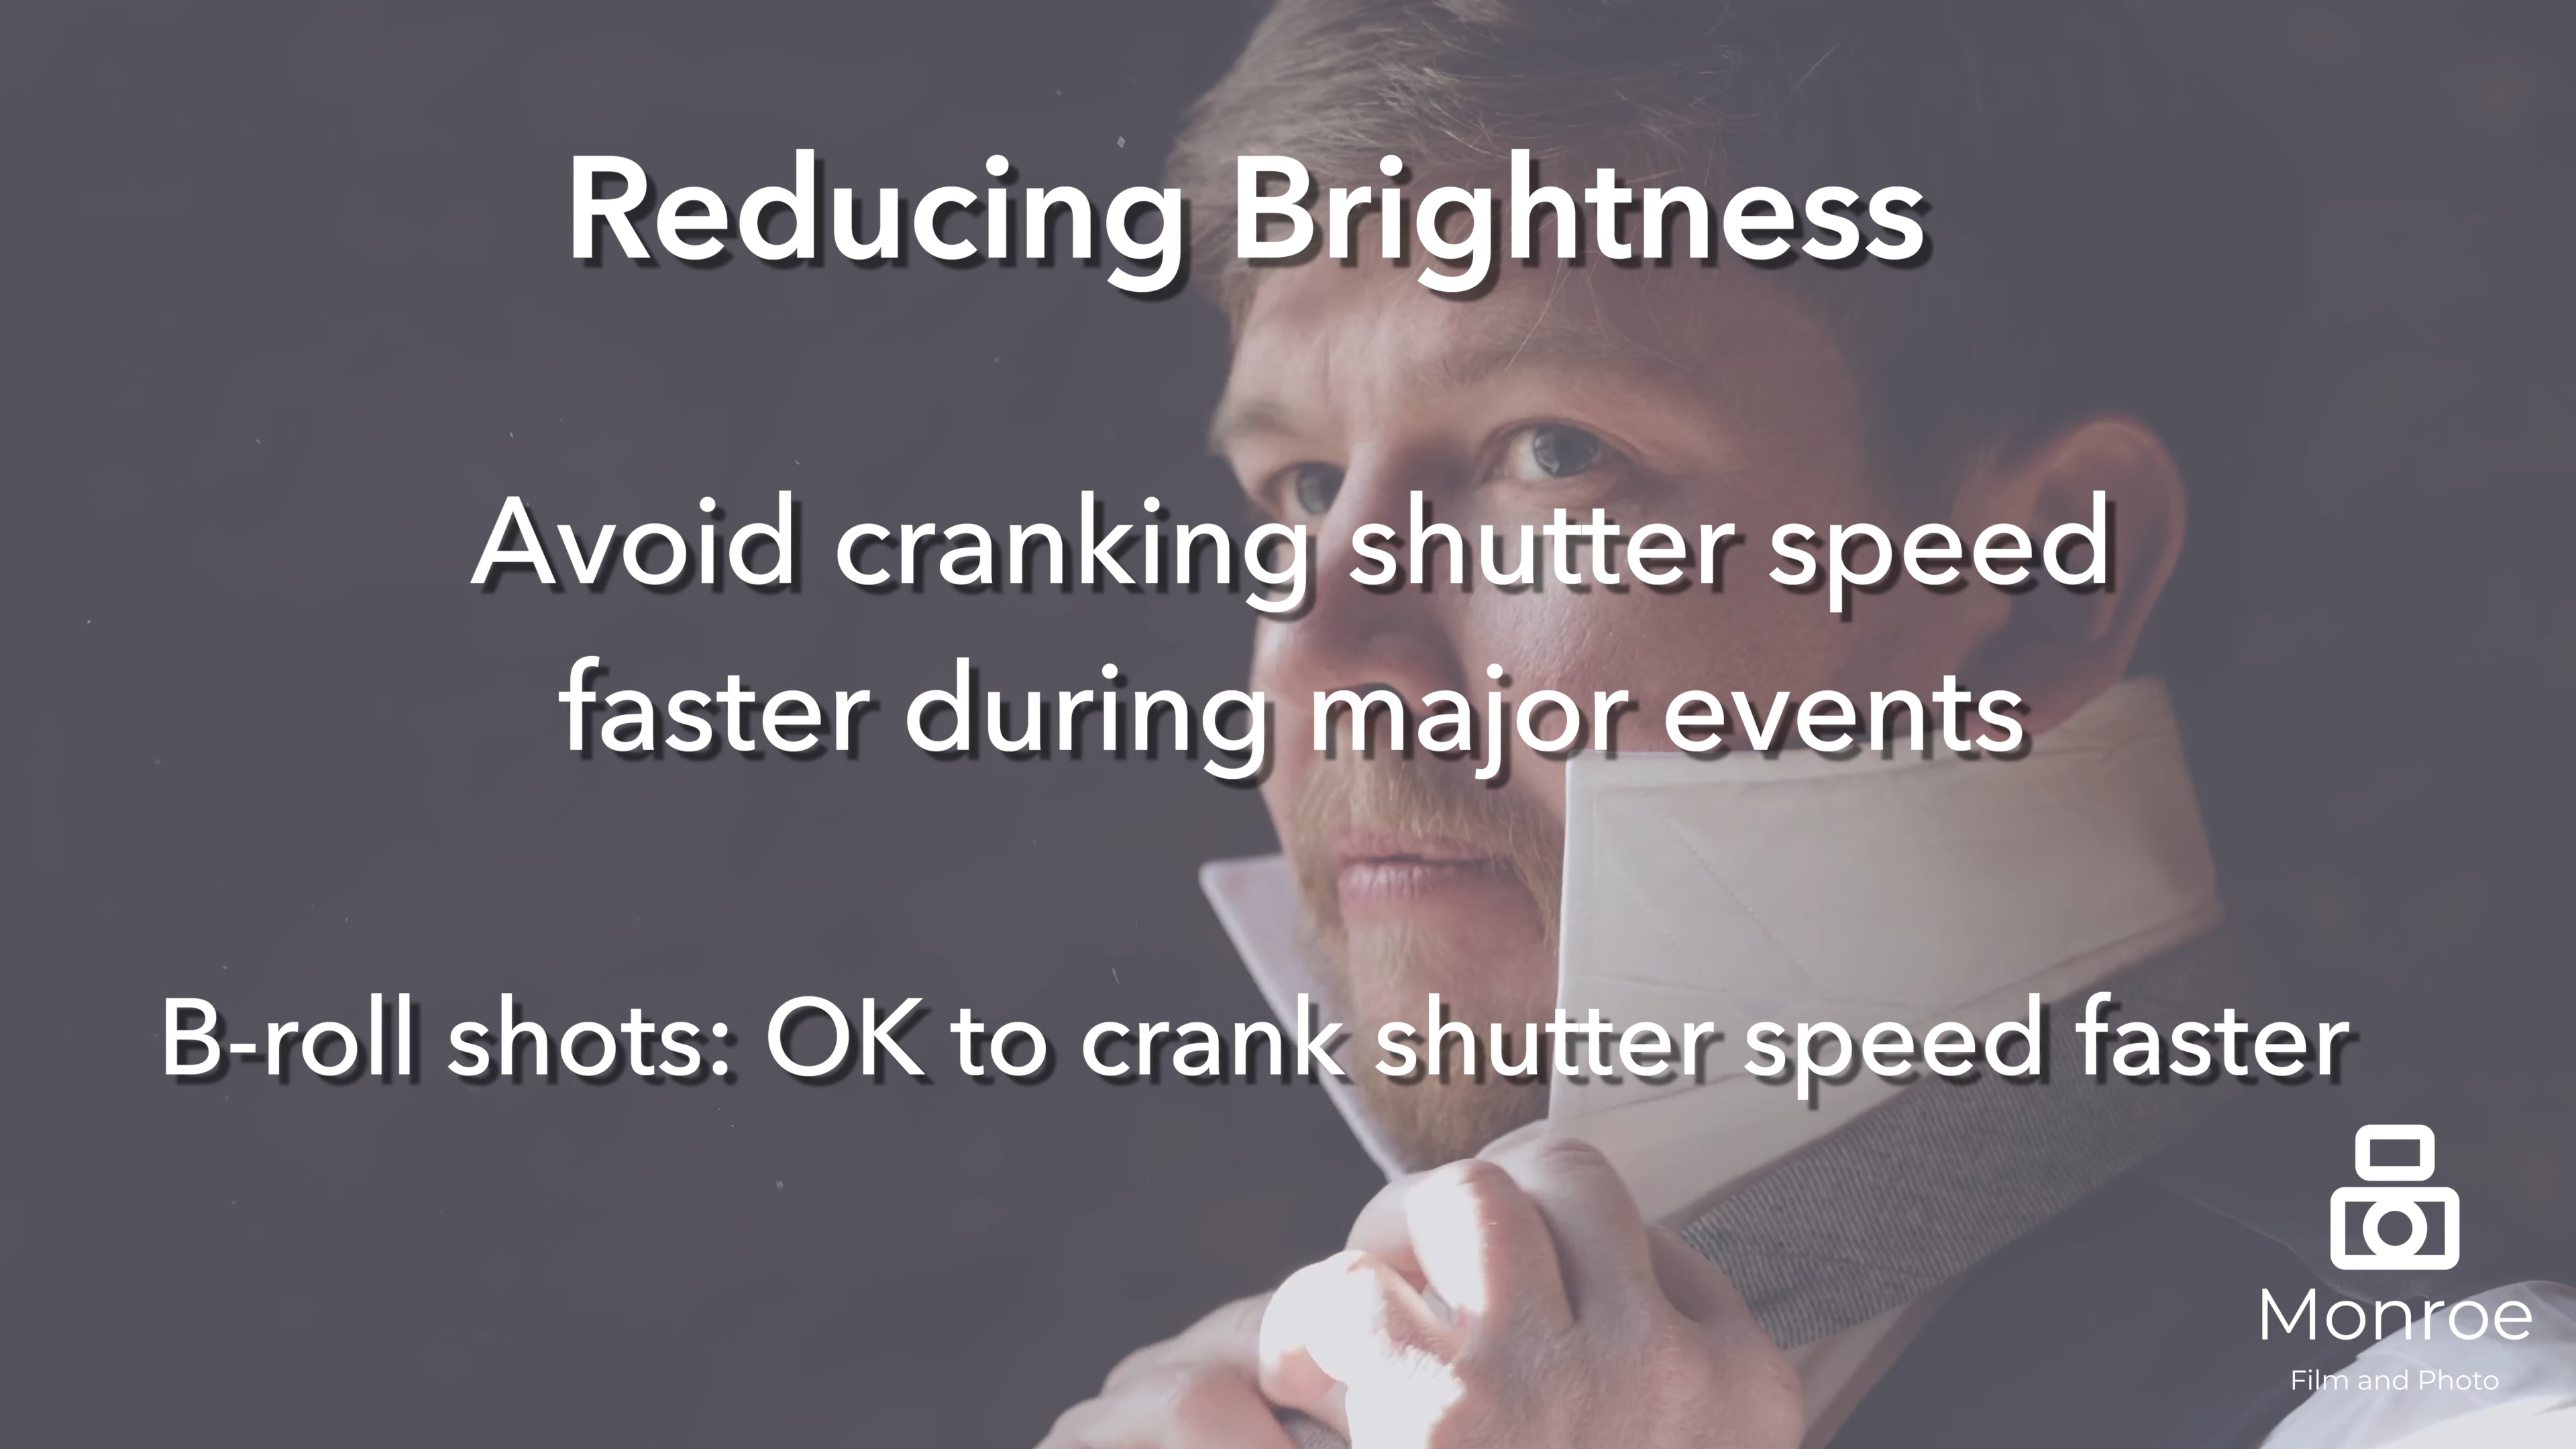 Reducing Brightness
Avoid cranking shutter speed
faster during major events
B-roll shots: OK to crank shutter speed faster
Monroe
Film and Photo